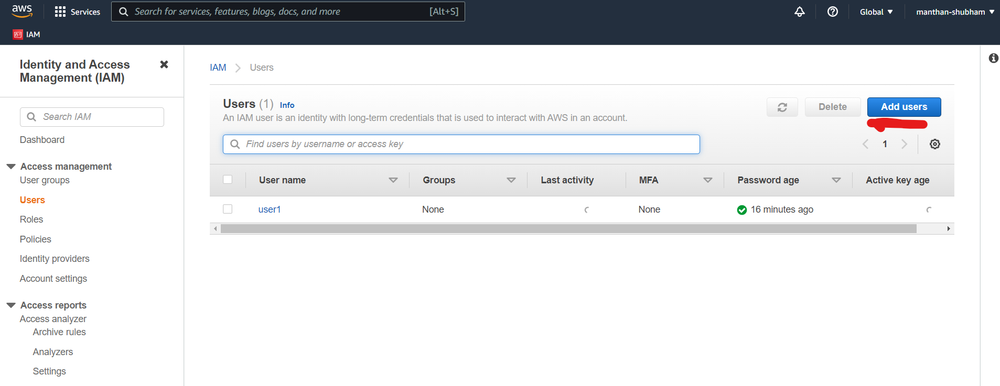 aws
Services
Search for services, features, blogs, docs, and more
[Alt+S]
Global
manthan-shubham
IAM
Identity and Access
Management (IAM)
Search IAM
Dashboard
Access management
User groups
Users
Roles
Policies
Identity providers
Account settings
Access reports
Access analyzer
Archive rules
Analyzers
Settings
IAM
Users
Users (1) Info
An IAM user is an identity with long-term credentials that is used to interact with AWS in an account.
Delete
Add users
Find users by username or access key
1
User name
Groups
Last activity
MFA
Password age
Active key age
user1
None
None
16 minutes ago